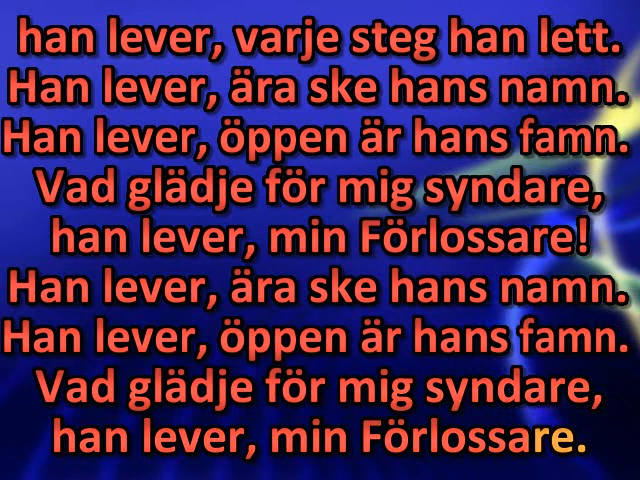 han lever, varje steg han lett.
Han lever, ära ske hans namn.
Han lever, öppen är hans famn.
Vad glädje för mig syndare,
han lever, min Förlossare!
Han lever, ära ske hans namn.
Han lever, öppen är hans famn.
Vad glädje för mig syndare,
han lever, min Förlossare.